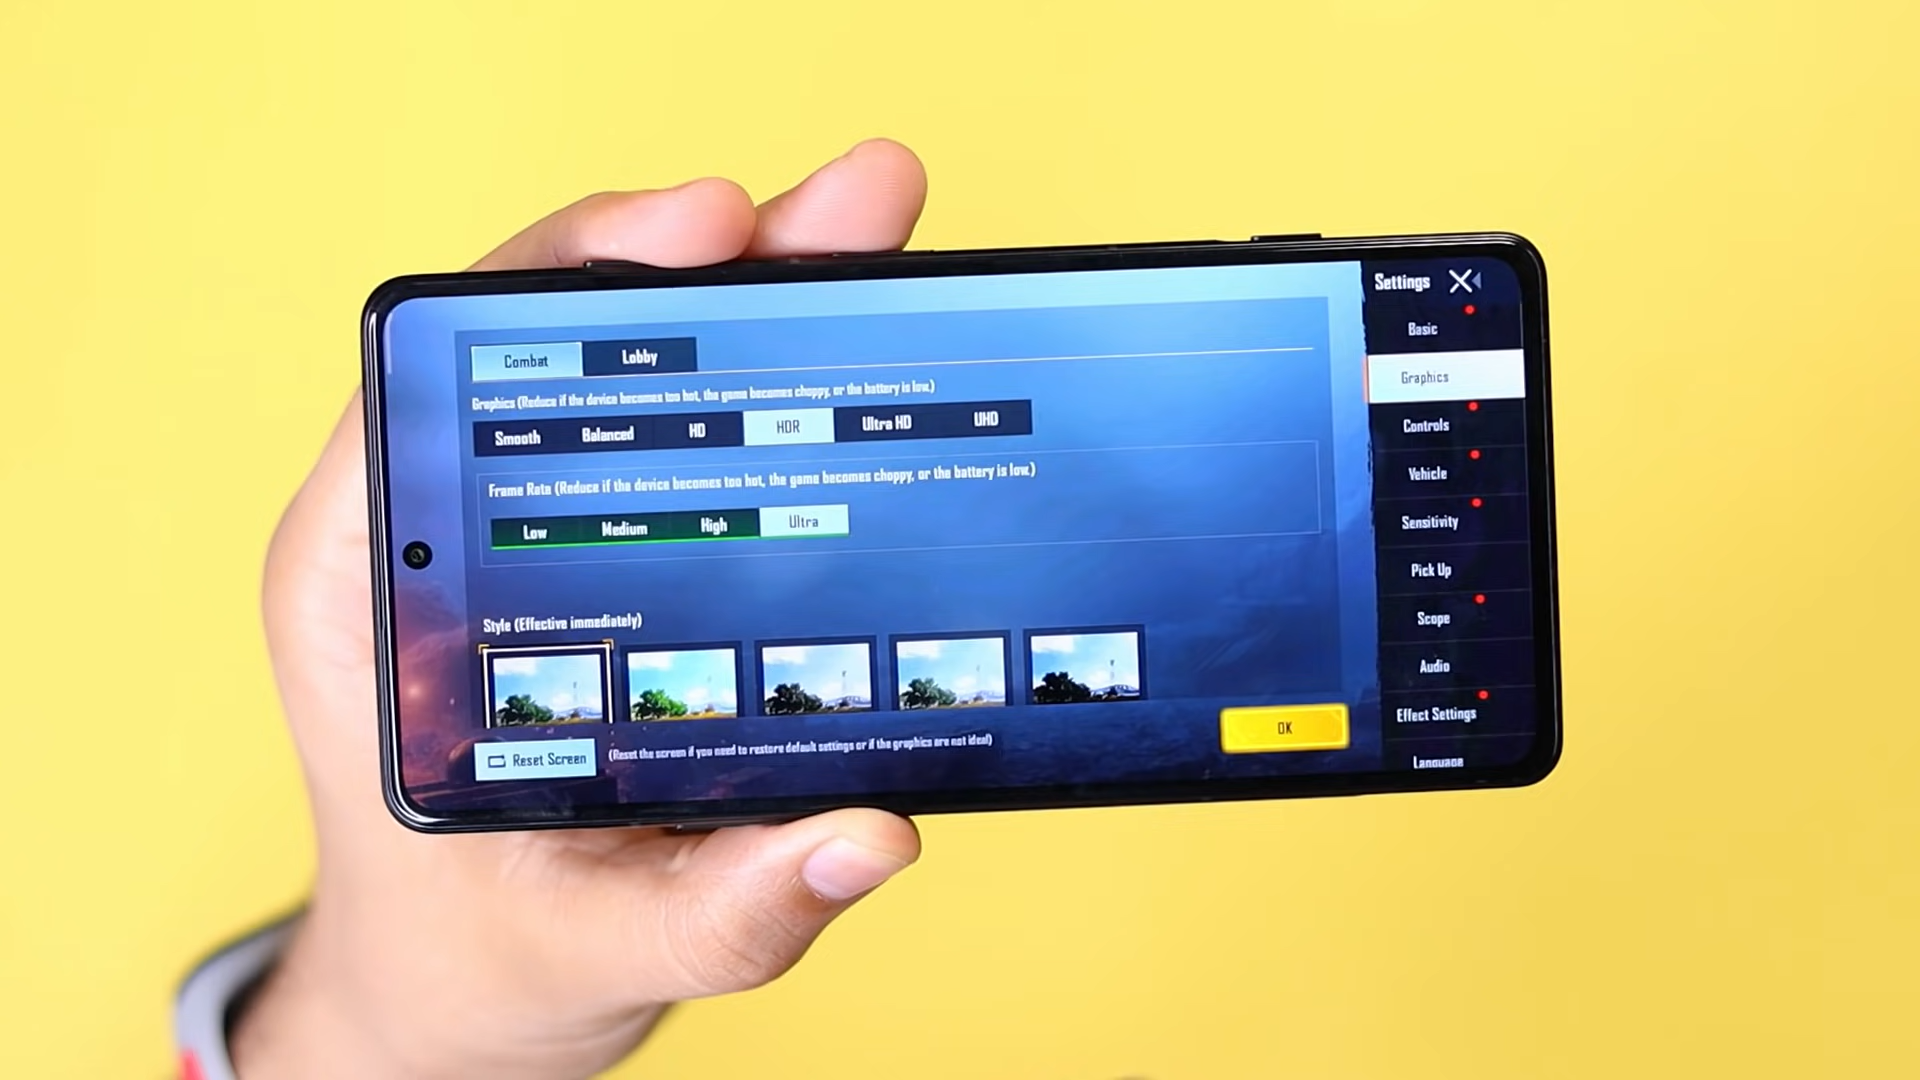 Settings
Combat Lobby
Graphics (Reduce if the device becomes too hot, the game becomes choppy, or the battery is low.)
Smooth Balanced HD HDR Ultra HD UHD
Frame Rate (Reduce if the device becomes too hot, the game becomes choppy, or the battery is low.)
Low Medium High Ultra
Style (Effective immediately)
Reset Screen (Reset the screen if you need to restore default settings or if the graphics are not ideal)
OK
Basic
Graphics
Controls
Vehicle
Sensitivity
Pick Up
Scope
Audio
Effect Settings
Language